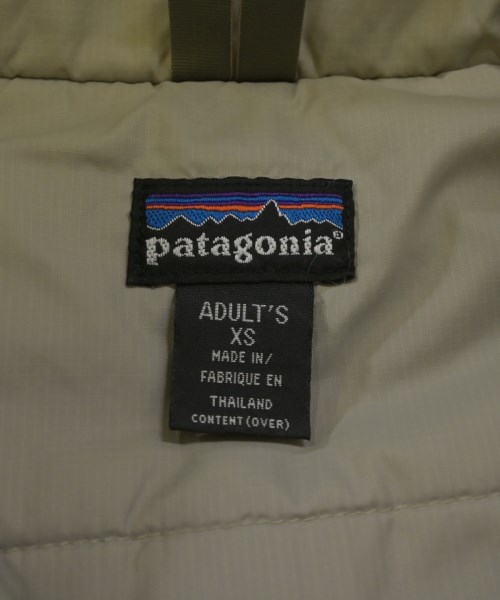 patagonia®
ADULT'S
XS
MADE IN/
FABRIQUE EN
THAILAND
CONTENT (OVER)